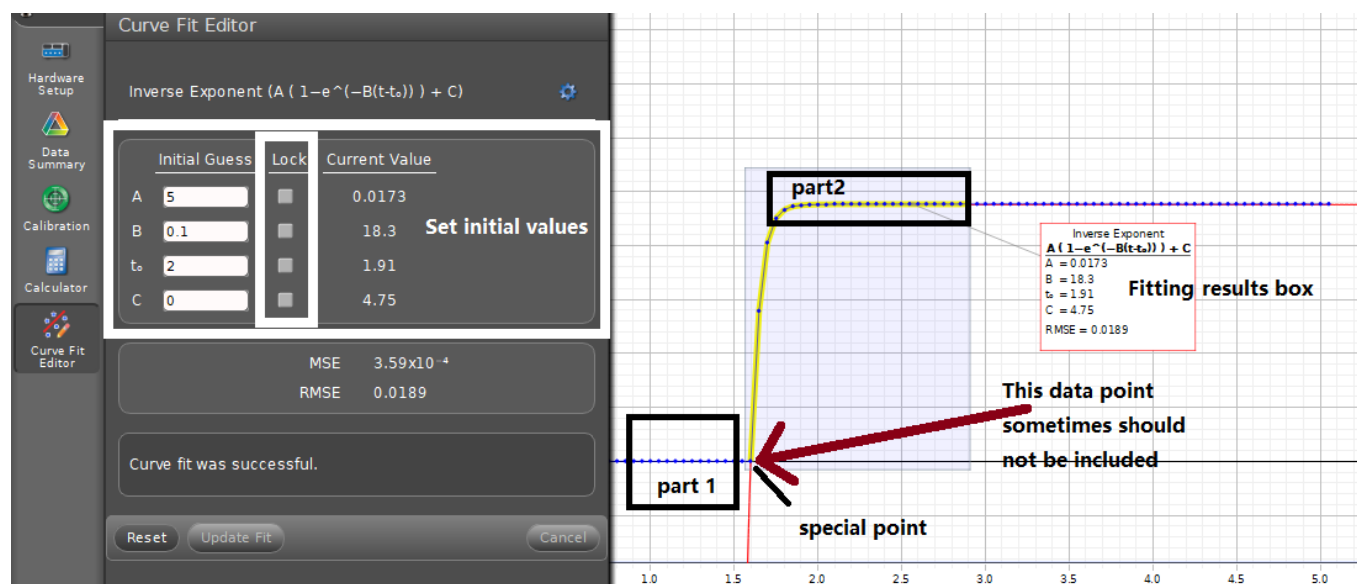 Hardware
Setup
Data
Summary
Calibration
Calculator
Curve Fit
Editor
Curve Fit Editor
Inverse Exponent (A ( 1−e^(−B(t-t₀)) ) + C)
Initial Guess Lock Current Value
A 5 0.0173
B 0.1 18.3
t₀ 2 1.91
C 0 4.75
Set initial values
MSE 3.59x10⁻⁴
RMSE 0.0189
Curve fit was successful.
Reset Update Fit Cancel
part2
Inverse Exponent
A ( 1−e^(−B(t-t₀)) ) + C
A = 0.0173
B = 18.3
t₀ = 1.91
C = 4.75
RMSE = 0.0189
Fitting results box
This data point
sometimes should
not be included
part 1
special point
1.0 1.5 2.0 2.5 3.0 3.5 4.0 4.5 5.0